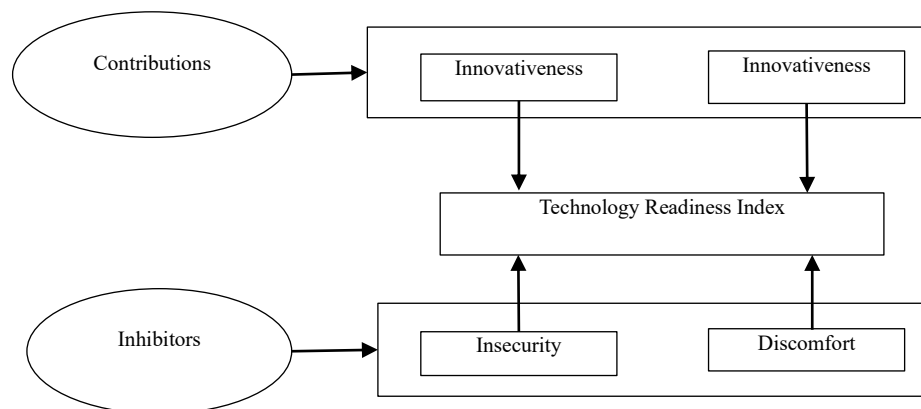 Contributions
Innovativeness
Innovativeness
Technology Readiness Index
Inhibitors
Insecurity
Discomfort